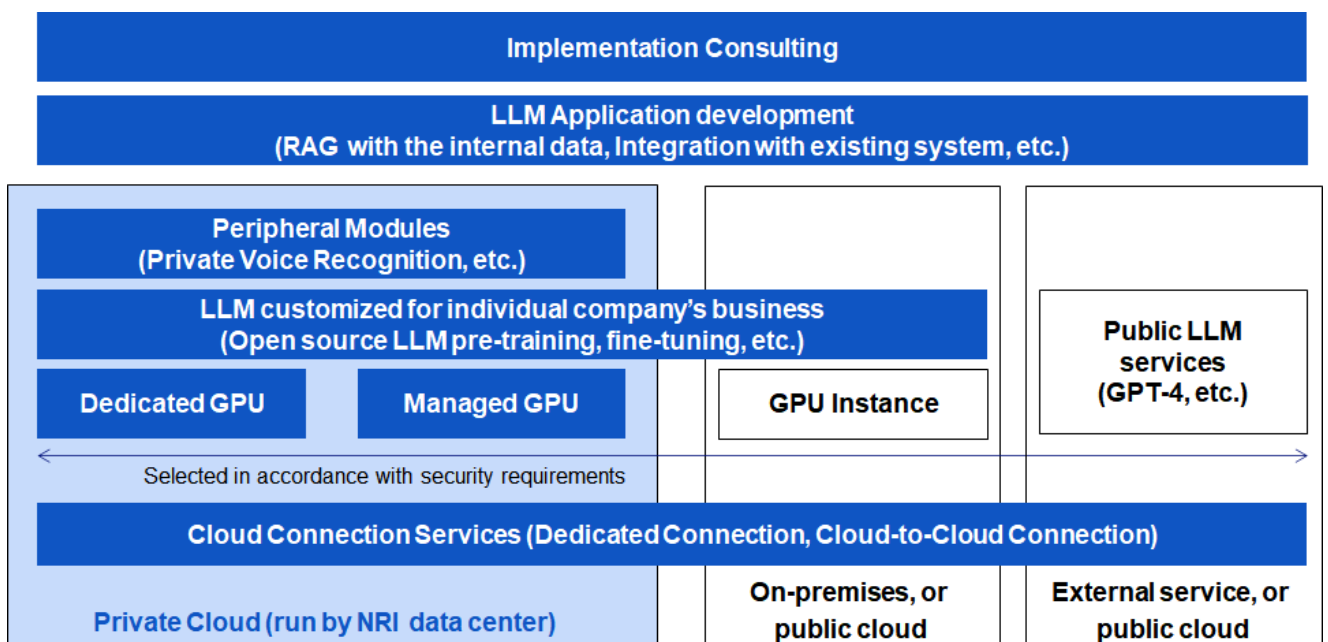 Implementation Consulting
LLM Application development
(RAG with the internal data, Integration with existing system, etc.)
Peripheral Modules
(Private Voice Recognition, etc.)
LLM customized for individual company’s business
(Open source LLM pre-training, fine-tuning, etc.)
Public LLM
services
(GPT-4, etc.)
Dedicated GPU
Managed GPU
GPU Instance
Selected in accordance with security requirements
Cloud Connection Services (Dedicated Connection, Cloud-to-Cloud Connection)
Private Cloud (run by NRI data center)
On-premises, or
public cloud
External service, or
public cloud